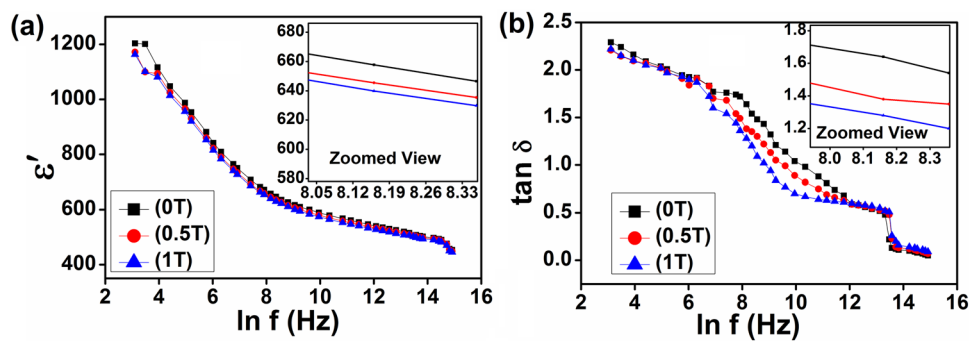 (a)
ε′
1200
1000
800
600
400
2 4 6 8 10 12 14 16
ln f (Hz)
(0T)
(0.5T)
(1T)
680
660
640
620
600
580
8.05 8.12 8.19 8.26 8.33
Zoomed View
(b)
tan δ
2.5
2.0
1.5
1.0
0.5
0.0
2 4 6 8 10 12 14 16
ln f (Hz)
(0T)
(0.5T)
(1T)
1.8
1.6
1.4
1.2
8.0 8.1 8.2 8.3
Zoomed View